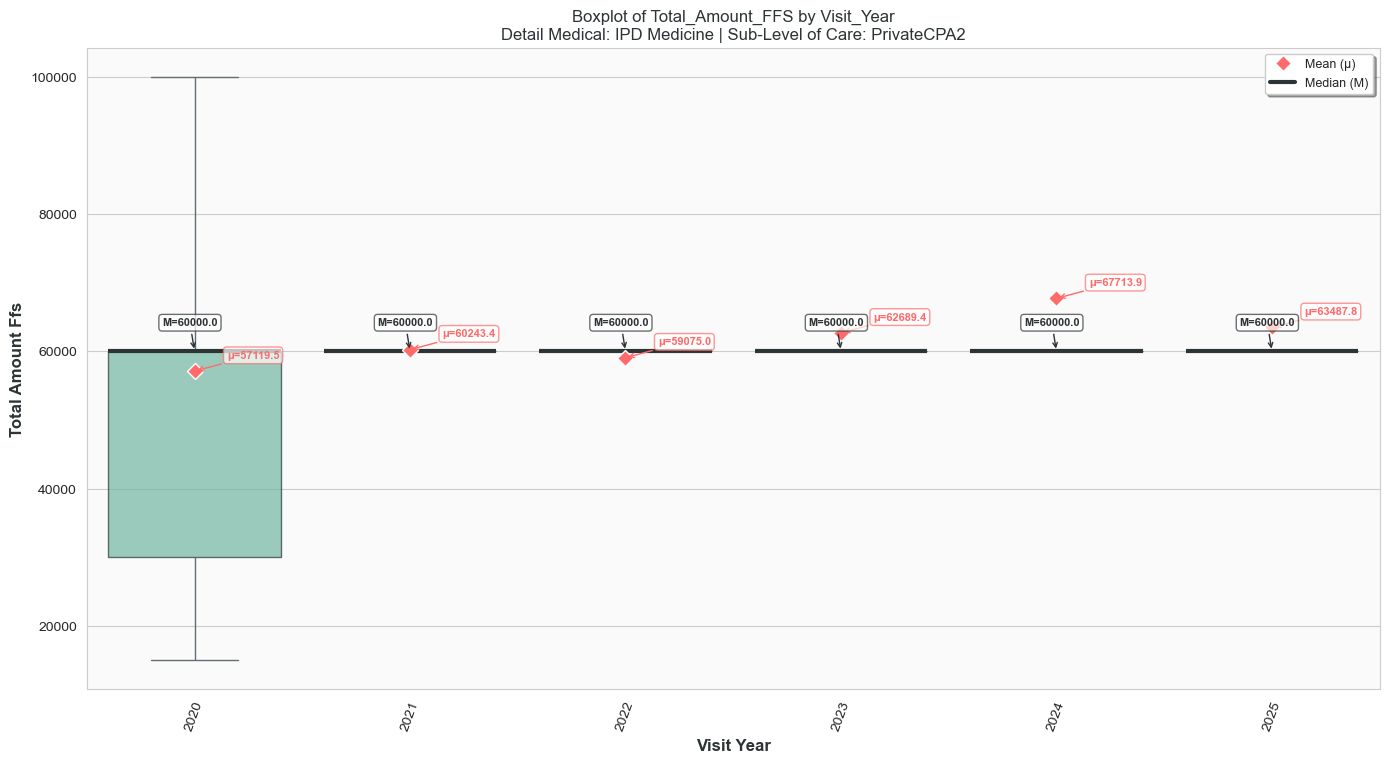 Boxplot of Total_Amount_FFS by Visit_Year
Detail Medical: IPD Medicine | Sub-Level of Care: PrivateCPA2
Mean (μ)
Median (M)
Total Amount Ffs
100000
80000
60000
40000
20000
M=60000.0
μ=57119.5
M=60000.0
μ=60243.4
M=60000.0
μ=59075.0
M=60000.0
μ=62689.4
M=60000.0
μ=67713.9
M=60000.0
μ=63487.8
2020
2021
2022
2023
2024
2025
Visit Year